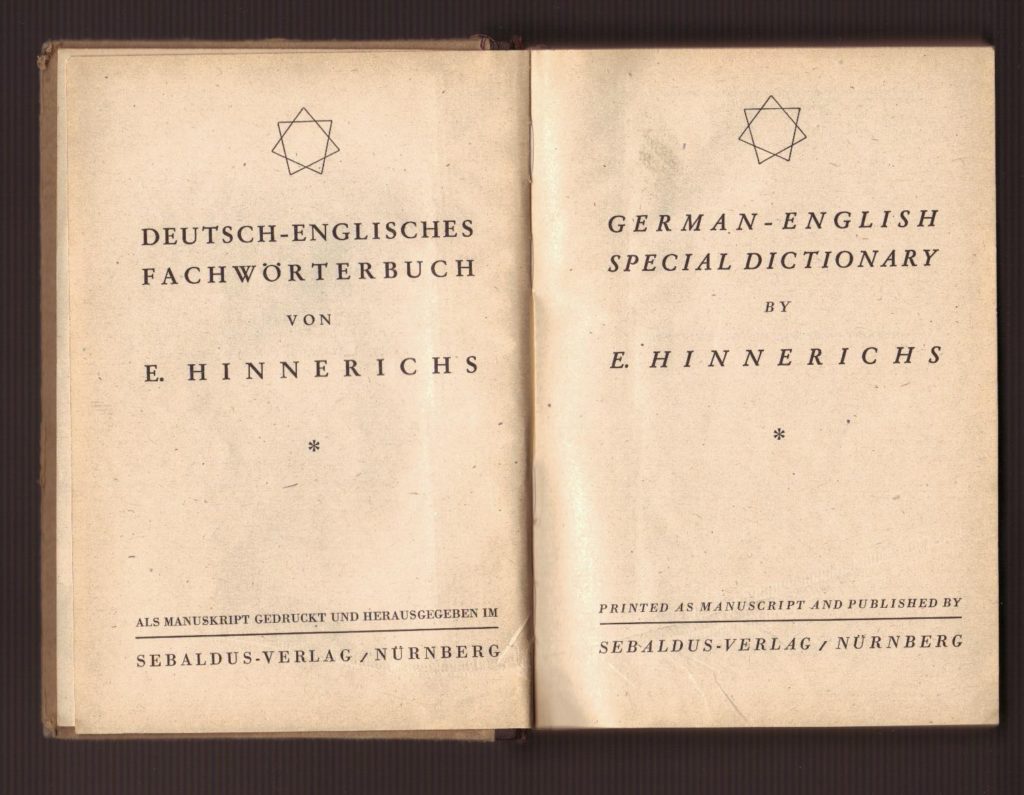 DEUTSCH-ENGLISCHES
FACHWÖRTERBUCH
VON
E. HINNERICHS
*
ALS MANUSKRIPT GEDRUCKT UND HERAUSGEGEBEN IM
SEBALDUS-VERLAG / NÜRNBERG
GERMAN-ENGLISH
SPECIAL DICTIONARY
BY
E. HINNERICHS
*
PRINTED AS MANUSCRIPT AND PUBLISHED BY
SEBALDUS-VERLAG / NÜRNBERG